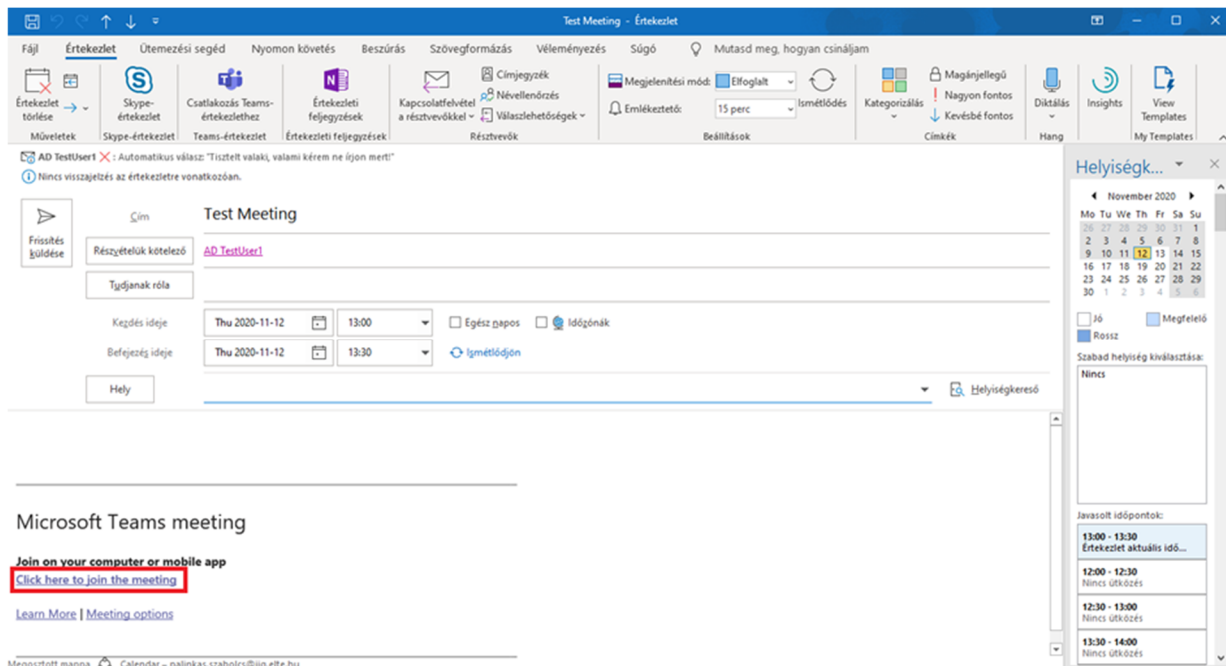 Test Meeting - Értekezlet
Fájl Értekezlet Ütemezési segéd Nyomon követés Beszúrás Szövegformázás Véleményezés Súgó Mutasd meg, hogyan csináljam
Értekezlet törlése
Műveletek
Skype-értekezlet
Skype-értekezlet
Csatlakozás Teams-értekezlethez
Teams-értekezlet
Értekezleti feljegyzések
Értekezleti feljegyzések
Kapcsolatfelvétel a résztvevőkkel
Címjegyzék
Névellenőrzés
Válaszlehetőségek
Résztvevők
Megjelenítési mód: Elfoglalt
Emlékeztető: 15 perc
Ismétlődés
Beállítások
Kategorizálás
Magánjellegű
Nagyon fontos
Kevésbé fontos
Címkék
Diktálás
Hang
Insights
View Templates
My Templates
AD TestUser1 : Automatikus válasz: "Tisztelt valaki, valami kérem ne írjon mert!"
Nincs visszajelzés az értekezletre vonatkozóan.
Frissítés küldése
Cím Test Meeting
Részvételük kötelező AD TestUser1
Tudjanak róla
Kezdés ideje Thu 2020-11-12 13:00 Egész napos Időzónák
Befejezés ideje Thu 2020-11-12 13:30 Ismétlődjön
Hely Helyiségkereső
Microsoft Teams meeting
Join on your computer or mobile app
Click here to join the meeting
Learn More | Meeting options
Megosztott mappa Calendar – palinkas.szabolcs@iig.elte.hu
Helyiségk...
November 2020
Mo Tu We Th Fr Sa Su
26 27 28 29 30 31 1
2 3 4 5 6 7 8
9 10 11 12 13 14 15
16 17 18 19 20 21 22
23 24 25 26 27 28 29
30 1 2 3 4 5 6
Jó Megfelelő
Rossz
Szabad helyiség kiválasztása:
Nincs
Javasolt időpontok:
13:00 - 13:30
Értekezlet aktuális idő...
12:00 - 12:30
Nincs ütközés
12:30 - 13:00
Nincs ütközés
13:30 - 14:00
Nincs ütközés